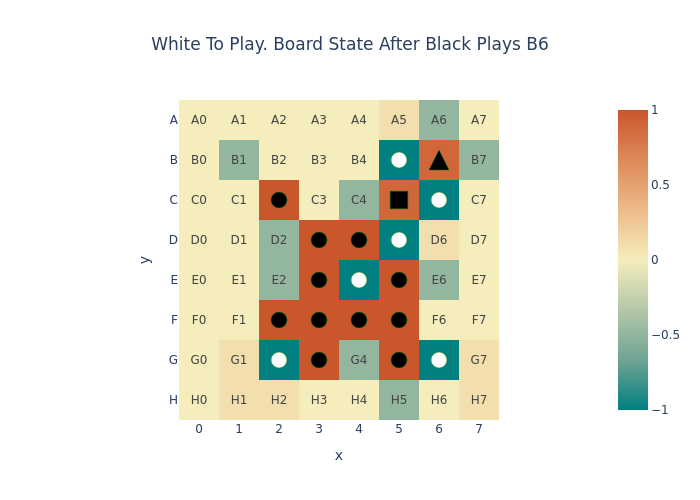 White To Play. Board State After Black Plays B6
A A0 A1 A2 A3 A4 A5 A6 A7
B B0 B1 B2 B3 B4 B7
C C0 C1 C3 C4 C7
D D0 D1 D2 D6 D7
E E0 E1 E2 E6 E7
F F0 F1 F6 F7
G G0 G1 G4 G7
H H0 H1 H2 H3 H4 H5 H6 H7
0 1 2 3 4 5 6 7
x
y
1
0.5
0
−0.5
−1